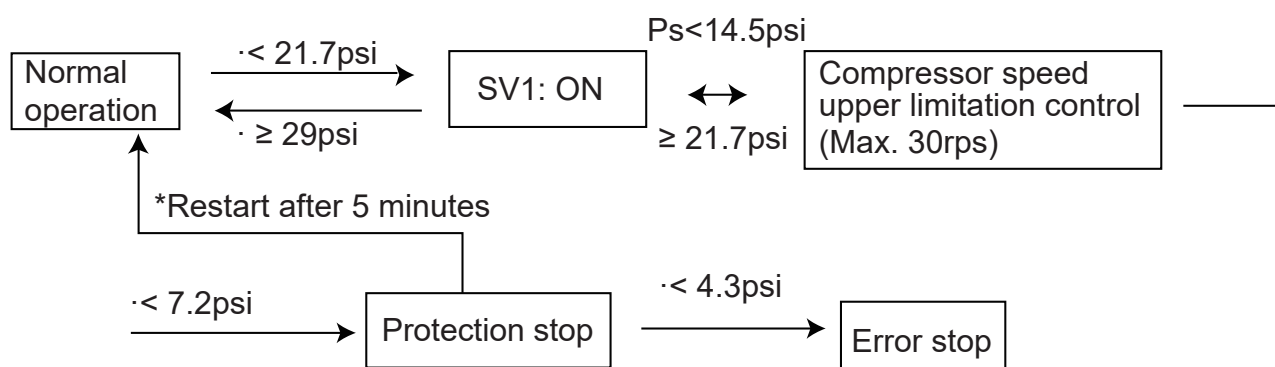 Ps<14.5psi
·< 21.7psi
Normal
operation
SV1: ON
Compressor speed
upper limitation control
(Max. 30rps)
· ≥ 29psi
≥ 21.7psi
*Restart after 5 minutes
·< 7.2psi
Protection stop
·< 4.3psi
Error stop